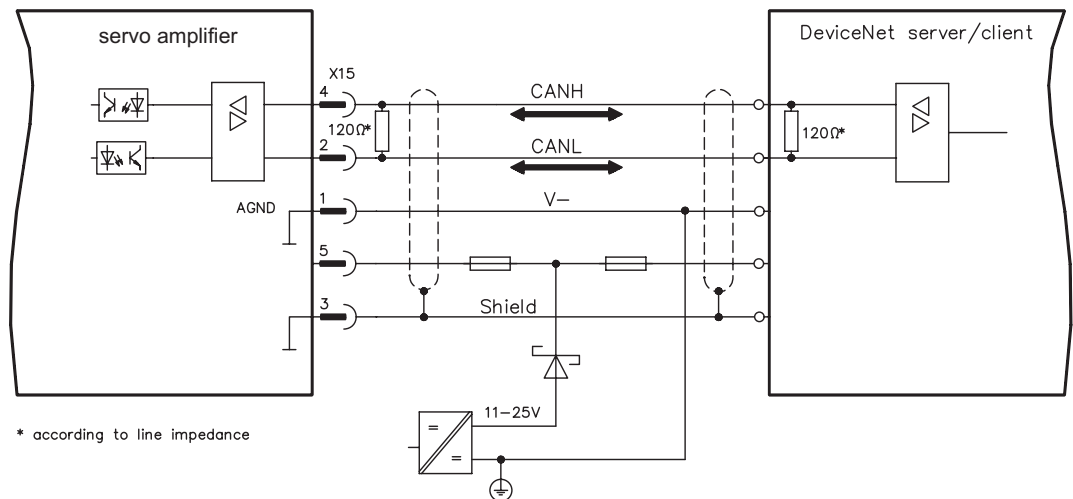 servo amplifier
DeviceNet server/client
X15
4
CANH
120Ω*
120Ω*
2
CANL
AGND
1
V–
5
3
Shield
11–25V
=
=
* according to line impedance